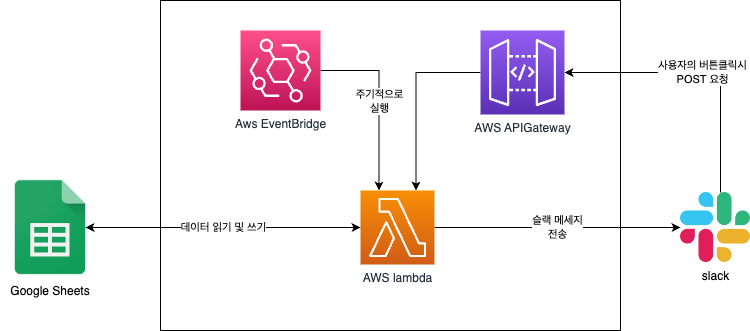 Aws EventBridge
주기적으로
실행
AWS APIGateway
사용자의 버튼클릭시
POST 요청
데이터 읽기 및 쓰기
Google Sheets
AWS lambda
슬랙 메세지
전송
slack